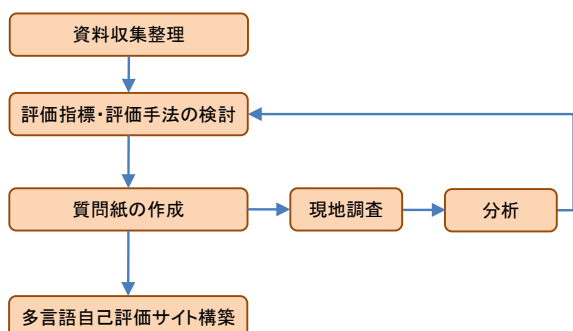 資料収集整理
評価指標・評価手法の検討
質問紙の作成
現地調査
分析
多言語自己評価サイト構築